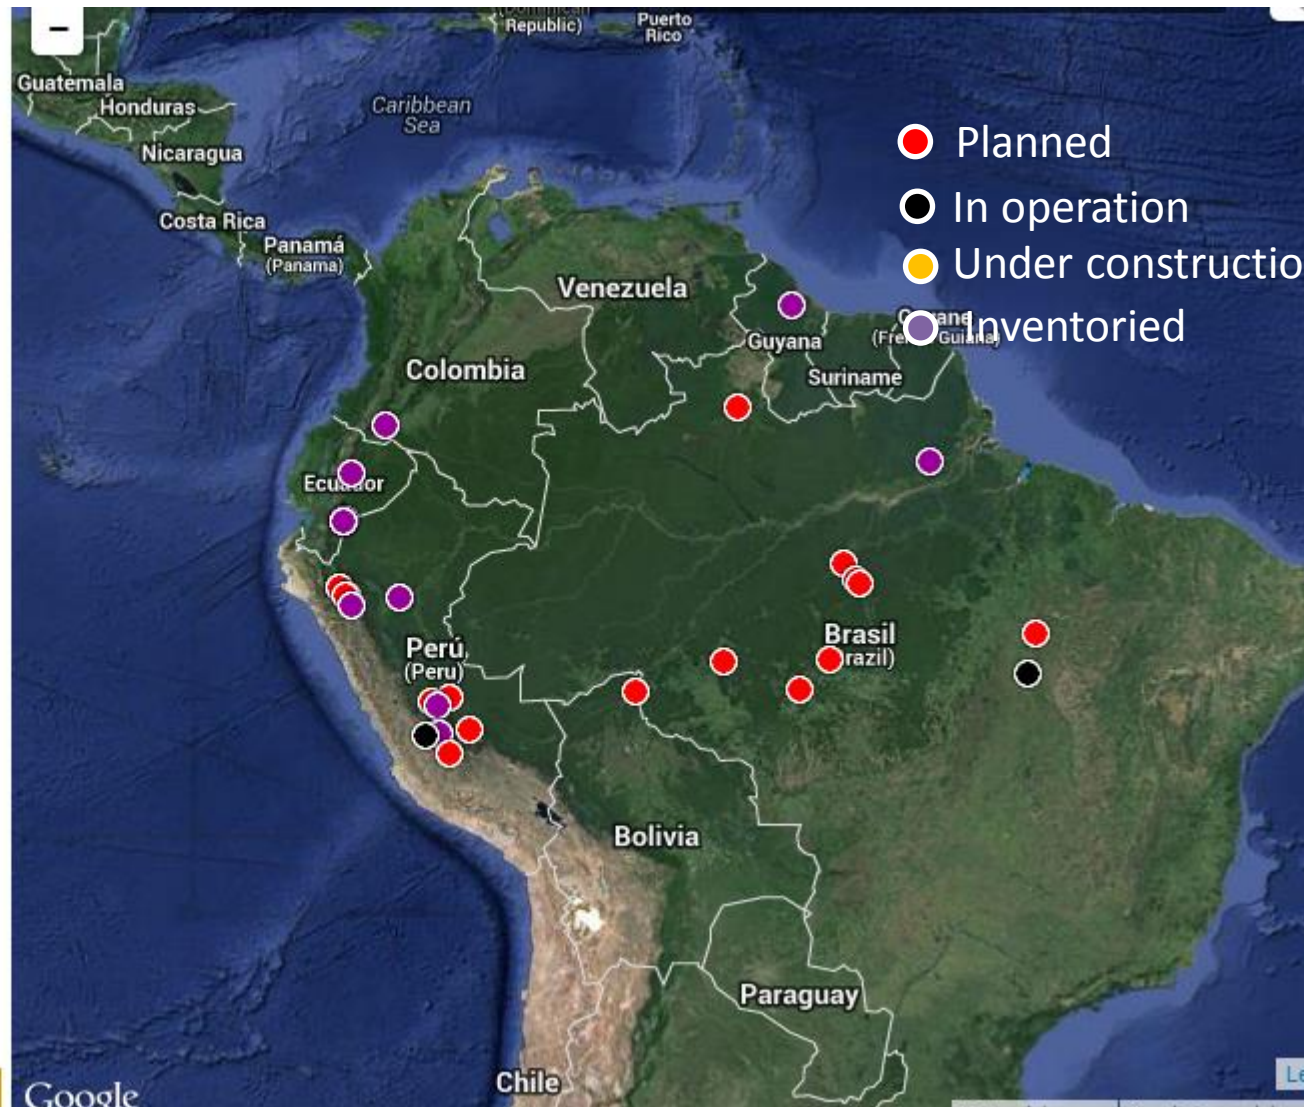 Republic)
Puerto
Rico
−
Guatemala
Honduras
Caribbean
Sea
Nicaragua
Costa Rica
Panamá
(Panama)
Planned
In operation
Under constructio
Inventoried
Venezuela
Guyana
Suriname
Colombia
Perú
(Peru)
Brasil
Bolivia
Paraguay
Chile
Google
Le